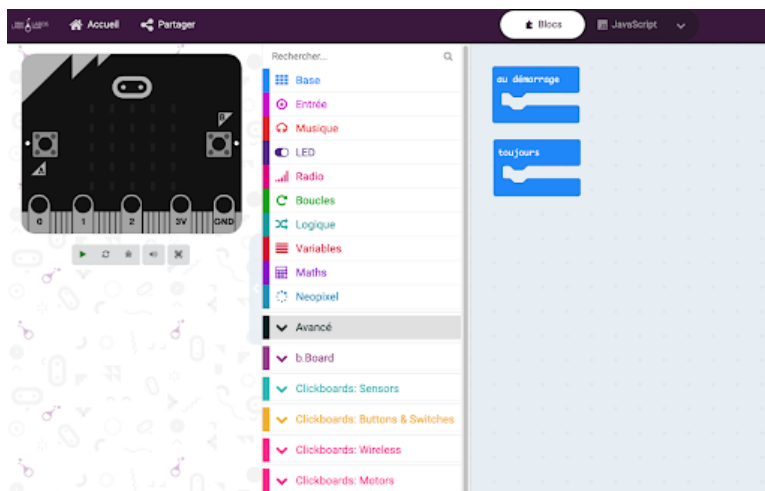 Accueil
Partager
Blocs
JavaScript
Rechercher...
Base
Entrée
Musique
LED
Radio
Boucles
Logique
Variables
Maths
Neopixel
Avancé
b.Board
Clickboards: Sensors
Clickboards: Buttons & Switches
Clickboards: Wireless
Clickboards: Motors
au démarrage
toujours
B
A
0 1 2 3V GND